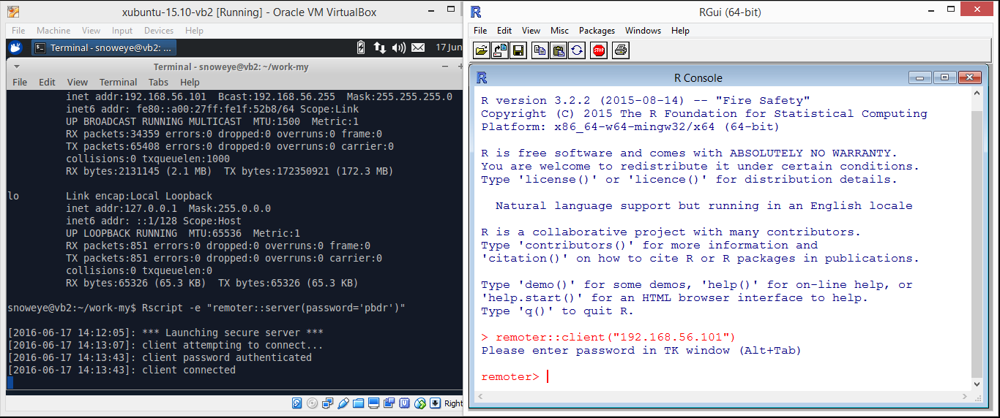 xubuntu-15.10-vb2 [Running] - Oracle VM VirtualBox
File Machine View Input Devices Help
Terminal - snoweye@vb2: ...
17 Jun
Terminal - snoweye@vb2: ~/work-my
File Edit View Terminal Tabs Help
inet addr:192.168.56.101  Bcast:192.168.56.255  Mask:255.255.255.0
inet6 addr: fe80::a00:27ff:fe1f:52b8/64 Scope:Link
UP BROADCAST RUNNING MULTICAST  MTU:1500  Metric:1
RX packets:34359 errors:0 dropped:0 overruns:0 frame:0
TX packets:65408 errors:0 dropped:0 overruns:0 carrier:0
collisions:0 txqueuelen:1000
RX bytes:2131145 (2.1 MB)  TX bytes:172350921 (172.3 MB)
lo        Link encap:Local Loopback
inet addr:127.0.0.1  Mask:255.0.0.0
inet6 addr: ::1/128 Scope:Host
UP LOOPBACK RUNNING  MTU:65536  Metric:1
RX packets:851 errors:0 dropped:0 overruns:0 frame:0
TX packets:851 errors:0 dropped:0 overruns:0 carrier:0
collisions:0 txqueuelen:0
RX bytes:65326 (65.3 KB)  TX bytes:65326 (65.3 KB)
snoweye@vb2:~/work-my$ Rscript -e "remoter::server(password='pbdr')"
[2016-06-17 14:12:05]: *** Launching secure server ***
[2016-06-17 14:13:07]: client attempting to connect...
[2016-06-17 14:13:43]: client password authenticated
[2016-06-17 14:13:43]: client connected
Right
RGui (64-bit)
File Edit View Misc Packages Windows Help
STOP
R Console
R version 3.2.2 (2015-08-14) -- "Fire Safety"
Copyright (C) 2015 The R Foundation for Statistical Computing
Platform: x86_64-w64-mingw32/x64 (64-bit)
R is free software and comes with ABSOLUTELY NO WARRANTY.
You are welcome to redistribute it under certain conditions.
Type 'license()' or 'licence()' for distribution details.
Natural language support but running in an English locale
R is a collaborative project with many contributors.
Type 'contributors()' for more information and
'citation()' on how to cite R or R packages in publications.
Type 'demo()' for some demos, 'help()' for on-line help, or
'help.start()' for an HTML browser interface to help.
Type 'q()' to quit R.
> remoter::client("192.168.56.101")
Please enter password in TK window (Alt+Tab)
remoter>